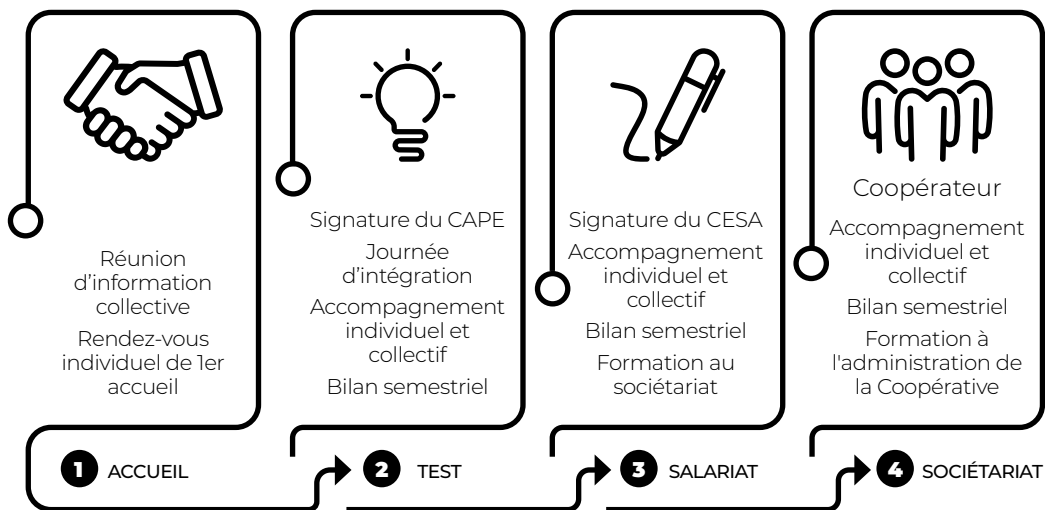 Réunion
d’information
collective
Rendez-vous
individuel de 1er
accueil
1 ACCUEIL
Signature du CAPE
Journée
d’intégration
Accompagnement
individuel et
collectif
Bilan semestriel
2 TEST
Signature du CESA
Accompagnement
individuel et
collectif
Bilan semestriel
Formation au
sociétariat
3 SALARIAT
Coopérateur
Accompagnement
individuel et
collectif
Bilan semestriel
Formation à
l'administration de
la Coopérative
4 SOCIÉTARIAT